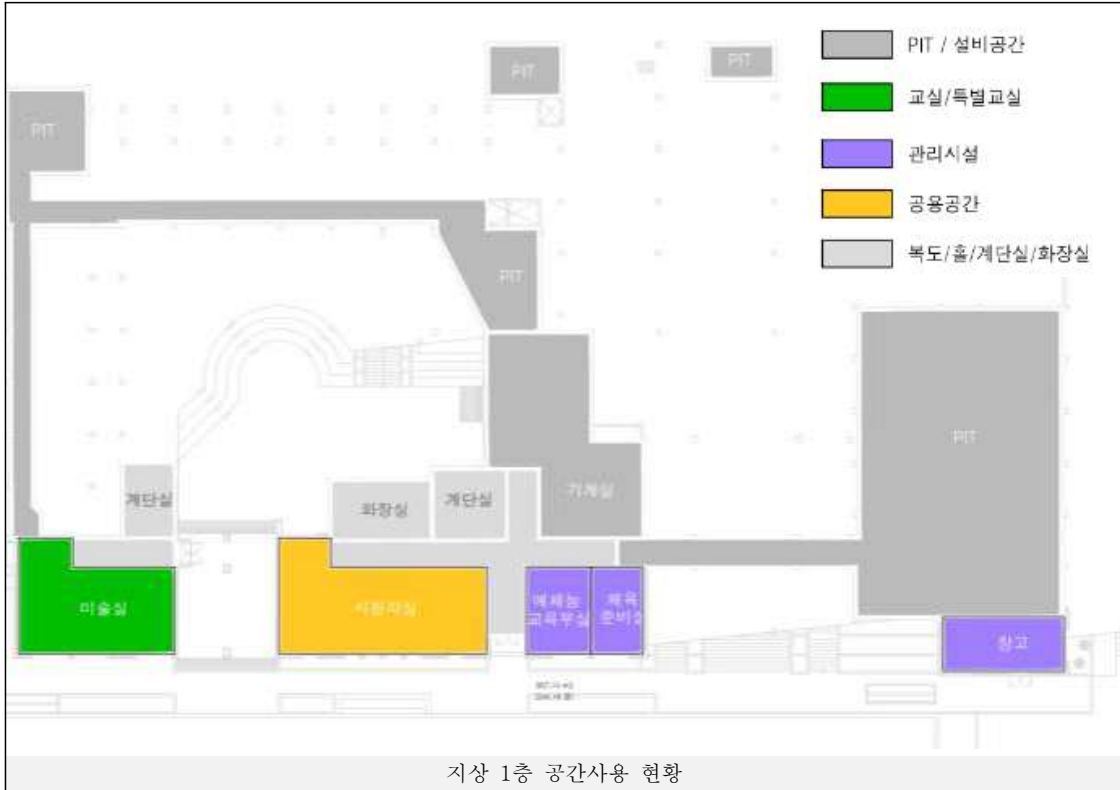 PIT / 설비공간
교실/특별교실
관리시설
공용공간
복도/홀/계단실/화장실
PIT
PIT
PIT
PIT
PIT
기계실
계단실
화장실
계단실
미술실
시청각실
예체능
교육부실
체육
준비실
창고
지상 1층 공간사용 현황